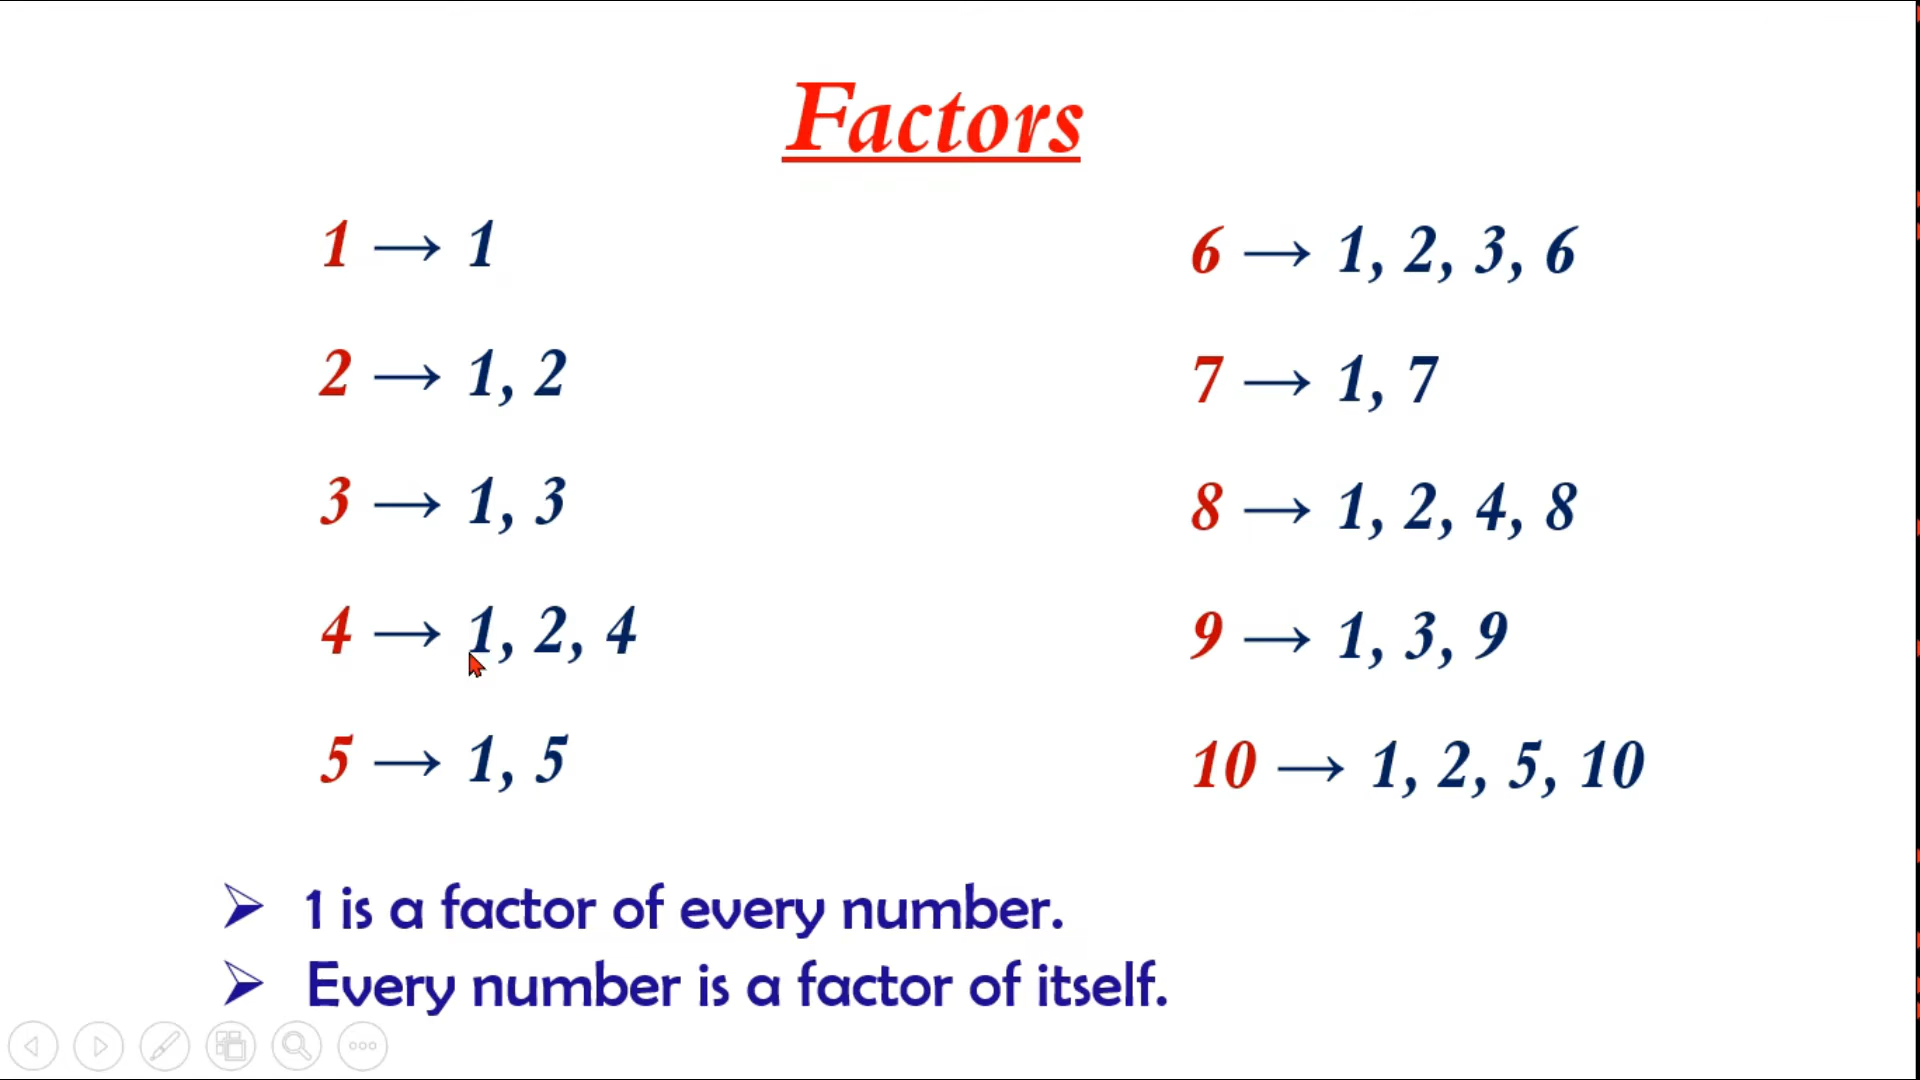 Factors
1 → 1
2 → 1, 2
3 → 1, 3
4 → 1, 2, 4
5 → 1, 5
6 → 1, 2, 3, 6
7 → 1, 7
8 → 1, 2, 4, 8
9 → 1, 3, 9
10 → 1, 2, 5, 10
➢ 1 is a factor of every number.
➢ Every number is a factor of itself.